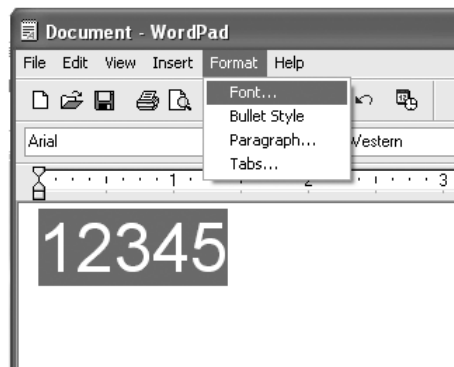 Document - WordPad
File Edit View Insert Format Help
Font...
Bullet Style
Paragraph...
Tabs...
Arial
Western
1 2 3
12345